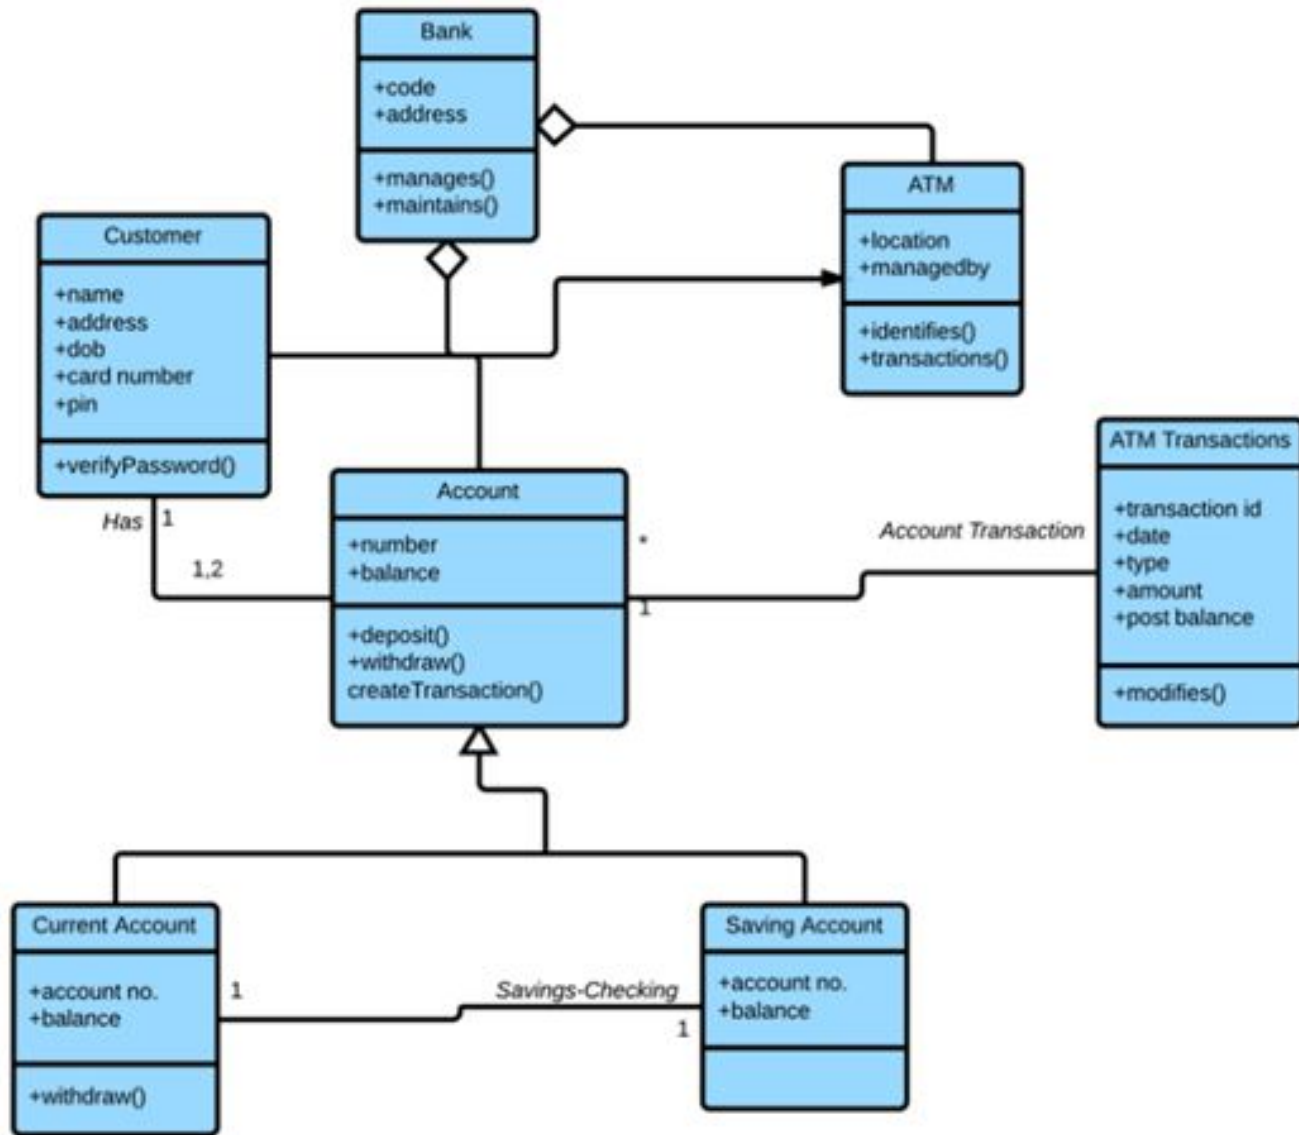 Bank
+code
+address
+manages()
+maintains()
ATM
+location
+managedby
+identifies()
+transactions()
Customer
+name
+address
+dob
+card number
+pin
+verifyPassword()
Has
1
1,2
Account
+number
+balance
+deposit()
+withdraw()
createTransaction()
*
1
Account Transaction
ATM Transactions
+transaction id
+date
+type
+amount
+post balance
+modifies()
Current Account
+account no.
+balance
+withdraw()
1
Savings-Checking
1
Saving Account
+account no.
+balance